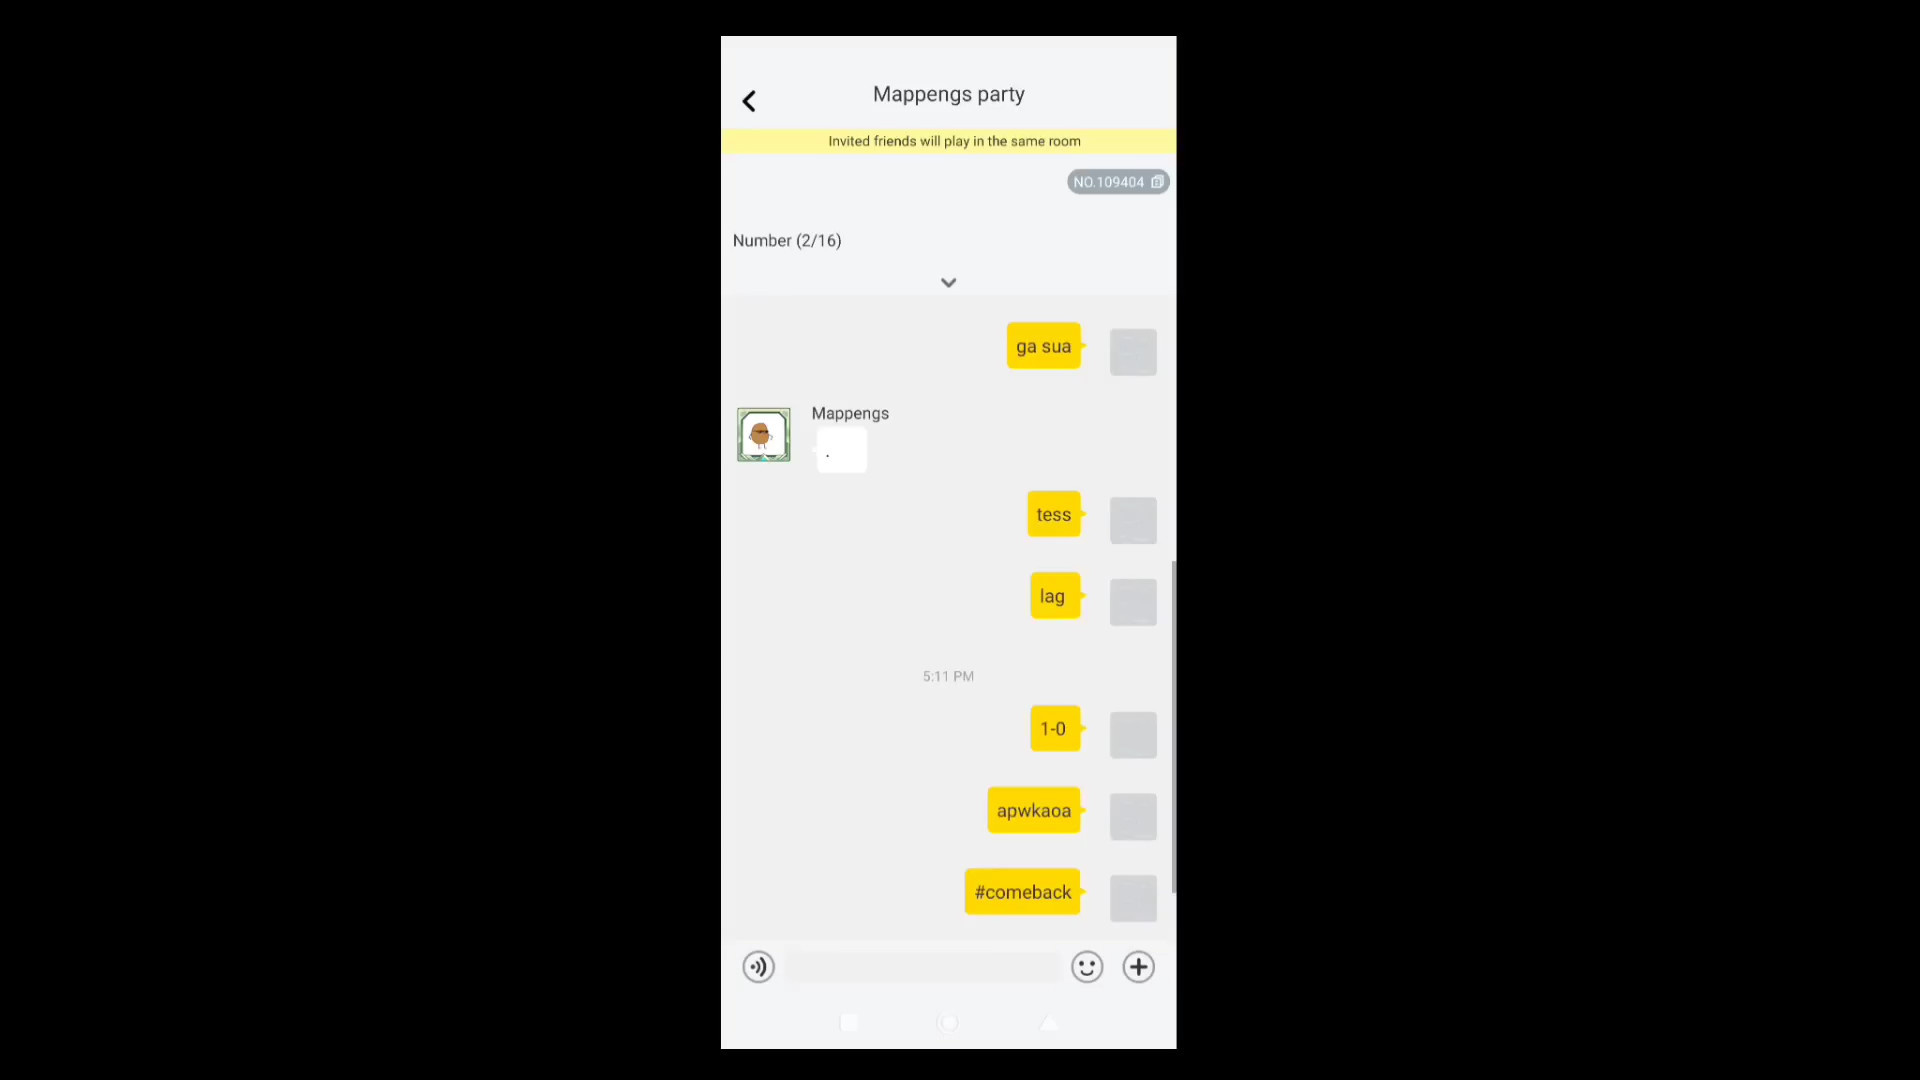 Mappengs party
Invited friends will play in the same room
NO.109404
Number (2/16)
ga sua
Mappengs
.
tess
lag
5:11 PM
1-0
apwkaoa
#comeback